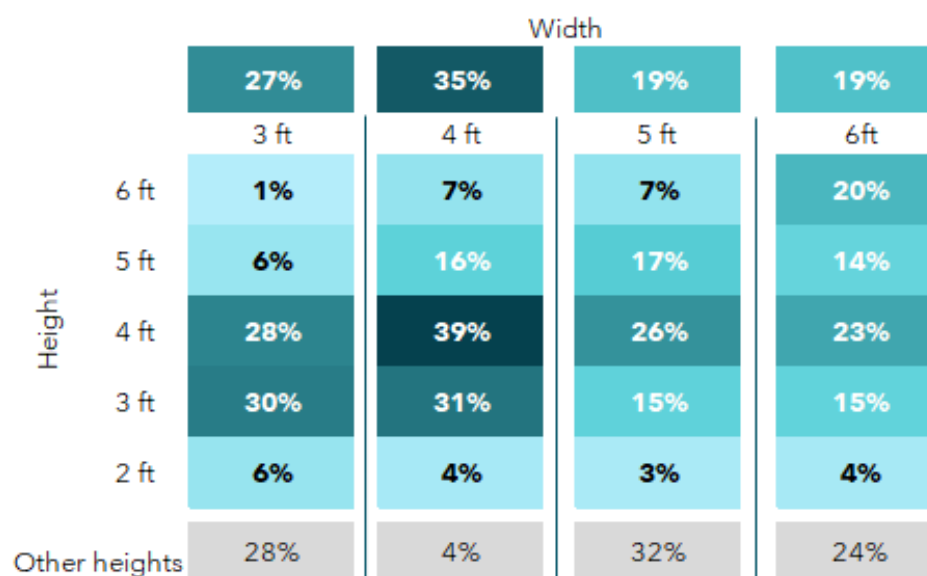 Width
27% 35% 19% 19%
3 ft 4 ft 5 ft 6ft
6 ft 1% 7% 7% 20%
5 ft 6% 16% 17% 14%
4 ft 28% 39% 26% 23%
3 ft 30% 31% 15% 15%
2 ft 6% 4% 3% 4%
Other heights 28% 4% 32% 24%
Height